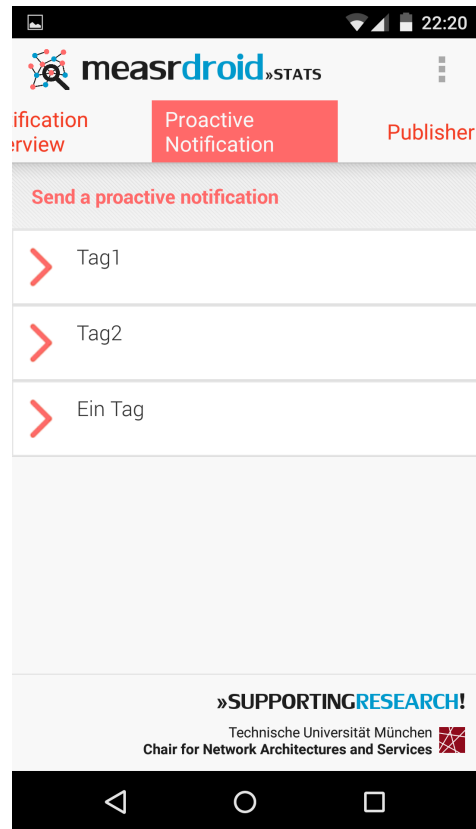 22:20
measrdroid»STATS
ification
Proactive
rview
Notification
Publisher
Send a proactive notification
Tag1
Tag2
Ein Tag
»SUPPORTINGRESEARCH!
Technische Universität München
Chair for Network Architectures and Services